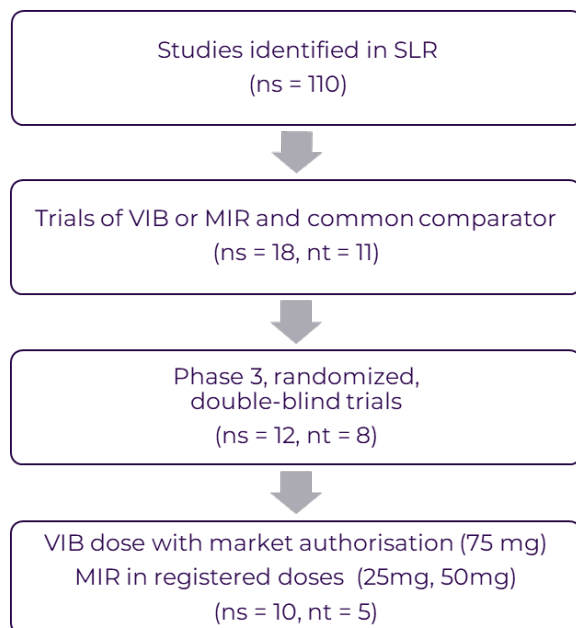 Studies identified in SLR
(ns = 110)
Trials of VIB or MIR and common comparator
(ns = 18, nt = 11)
Phase 3, randomized,
double-blind trials
(ns = 12, nt = 8)
VIB dose with market authorisation (75 mg)
MIR in registered doses (25mg, 50mg)
(ns = 10, nt = 5)